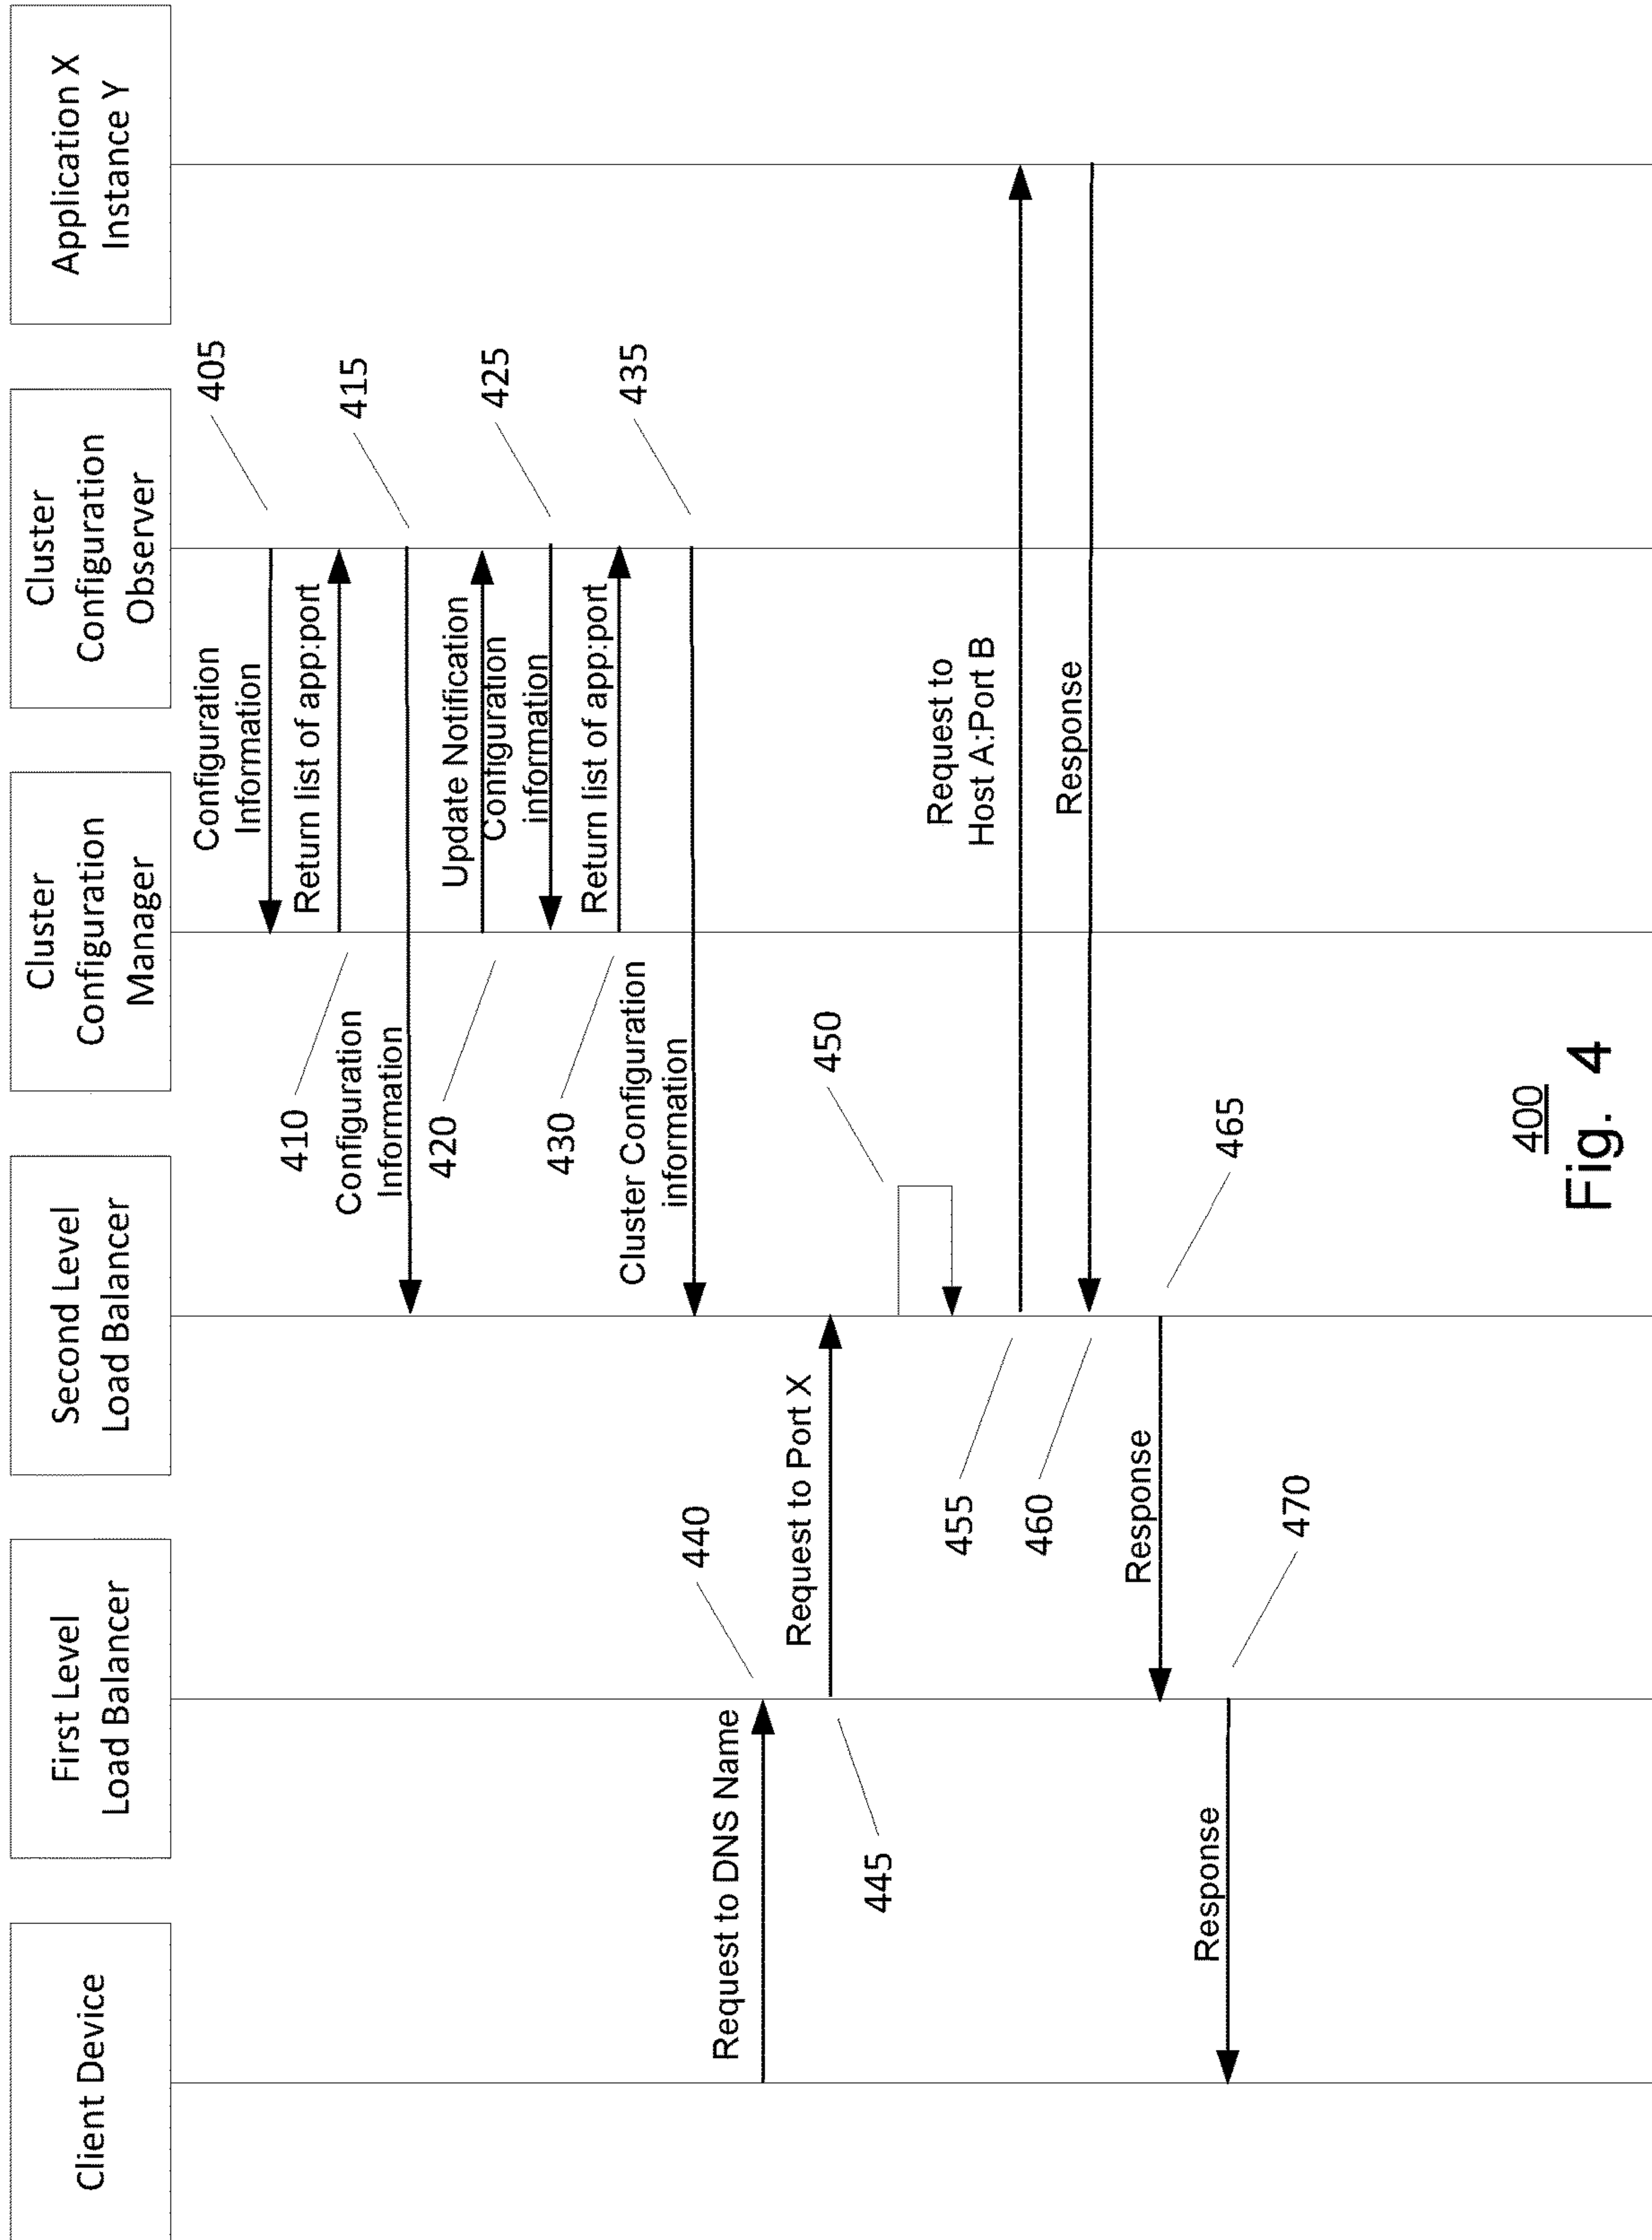 Client Device
First Level
Load Balancer
Second Level
Load Balancer
Cluster
Configuration
Manager
Cluster
Configuration
Observer
Application X
Instance Y
405
Configuration
Information
Return list of app:port
410
415
Configuration
Information
Update Notification
420
425
Configuration
information
Return list of app:port
430
435
Cluster Configuration
information
440
Request to DNS Name
Request to Port X
445
450
Request to
Host A:Port B
455
Response
460
Response
465
Response
470
400
Fig. 4